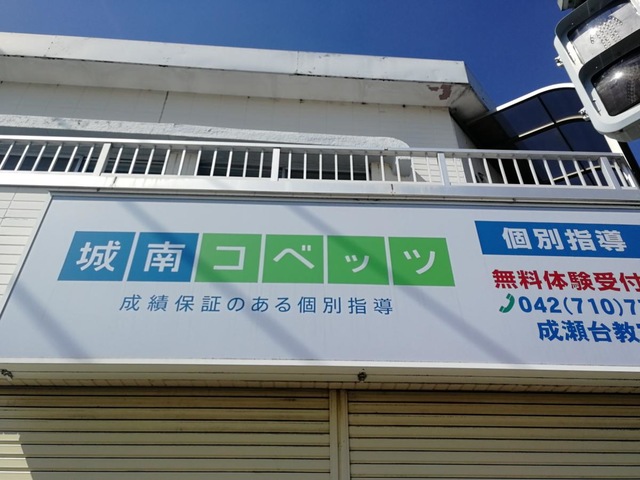 城南コベッツ
成績保証のある個別指導
個別指導
無料体験受付
042(710)7
成瀬台教